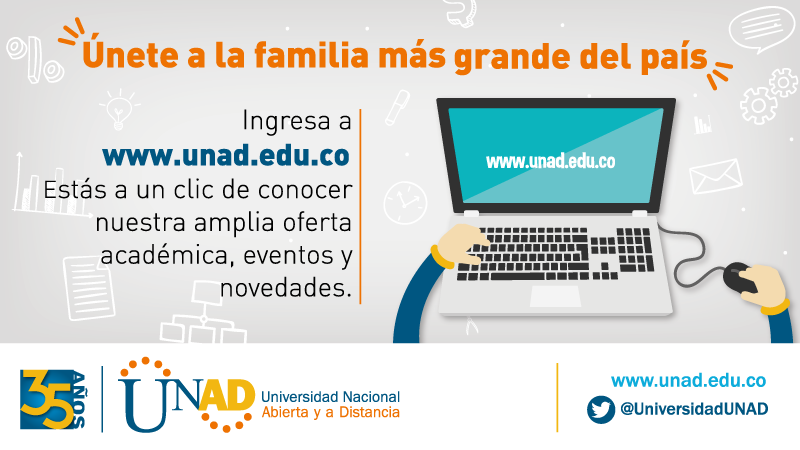 Únete a la familia más grande del país
Ingresa a
www.unad.edu.co
Estás a un clic de conocer
nuestra amplia oferta
académica, eventos y
novedades.
www.unad.edu.co
35 AÑOS
UNAD
Universidad Nacional
Abierta y a Distancia
www.unad.edu.co
@UniversidadUNAD